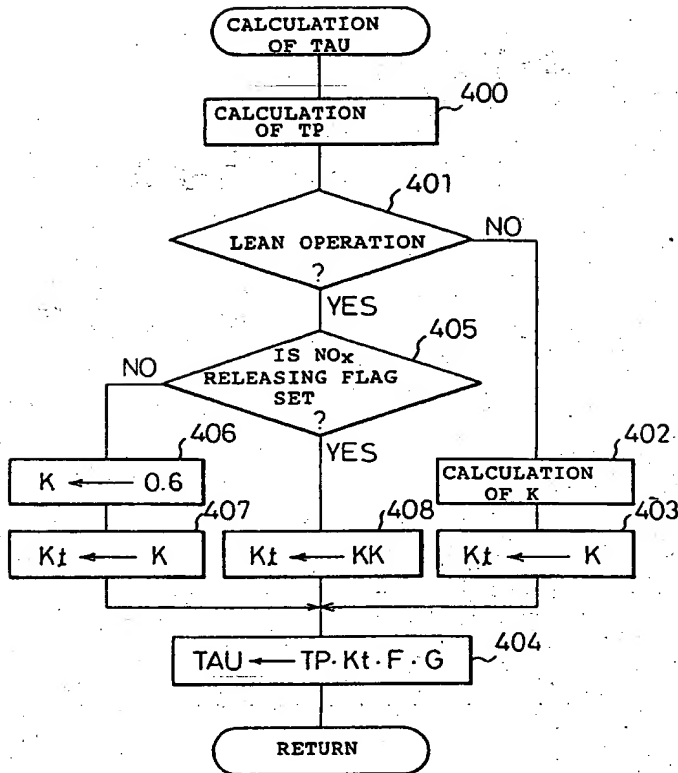 CALCULATION
OF TAU
400
CALCULATION
OF TP
401
LEAN OPERATION
?
NO
YES
405
IS NOx
RELEASING FLAG
SET
?
NO
YES
406
K ← 0.6
402
CALCULATION
OF K
407
Kt ← K
408
Kt ← KK
403
Kt ← K
404
TAU ← TP·Kt·F·G
RETURN